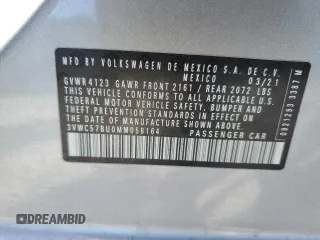 MFD BY VOLKSWAGEN DE MEXICO S.A. DE C.V.
MEXICO 03/21
GVWR 4123 GAWR FRONT 2161 / REAR 2072 LBS
THIS VEHICLE CONFORMS TO ALL APPLICABLE
FEDERAL MOTOR VEHICLE SAFETY, BUMPER AND
THEFT PREVENTION STANDARDS IN EFFECT ON
THE DATE OF MANUFACTURE SHOWN ABOVE.
3VWC57BU0MM058164 PASSENGER CAR
0921293 3387 M
DREAMBID